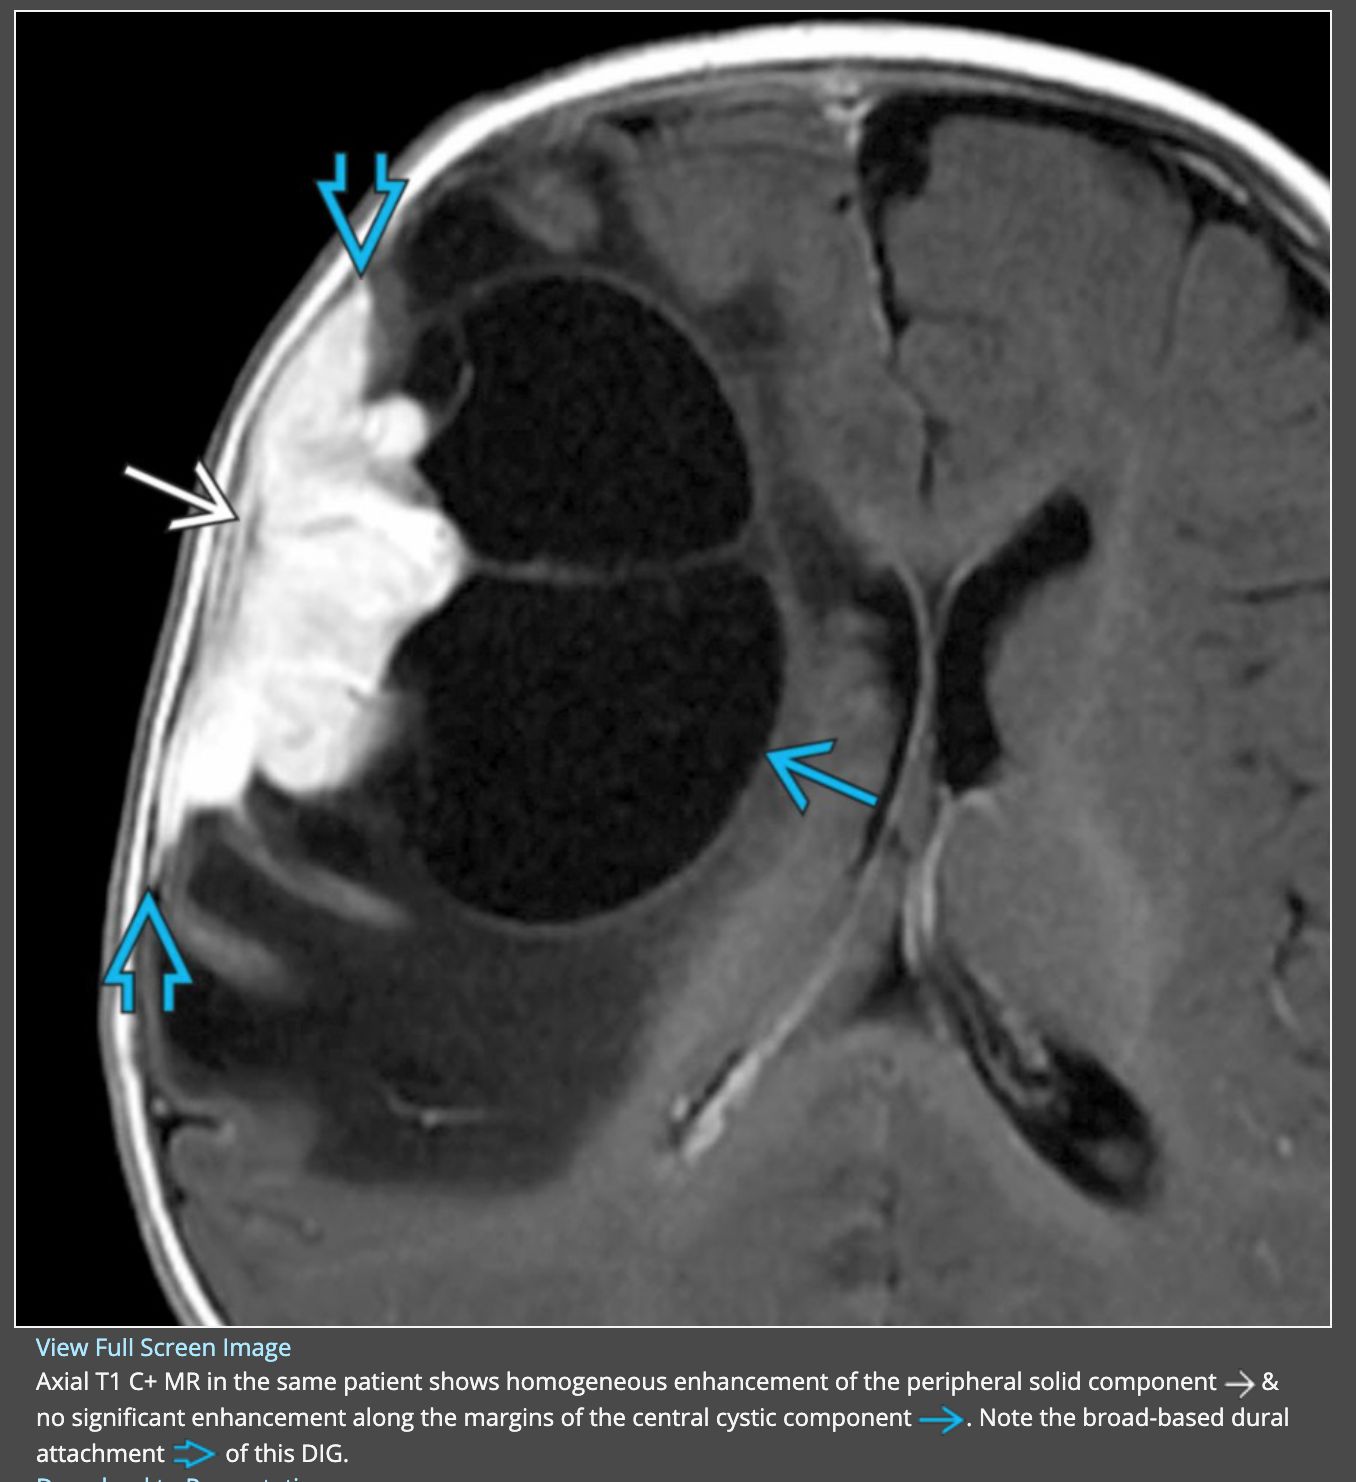 View Full Screen Image
Axial T1 C+ MR in the same patient shows homogeneous enhancement of the peripheral solid component &
no significant enhancement along the margins of the central cystic component . Note the broad-based dural
attachment of this DIG.